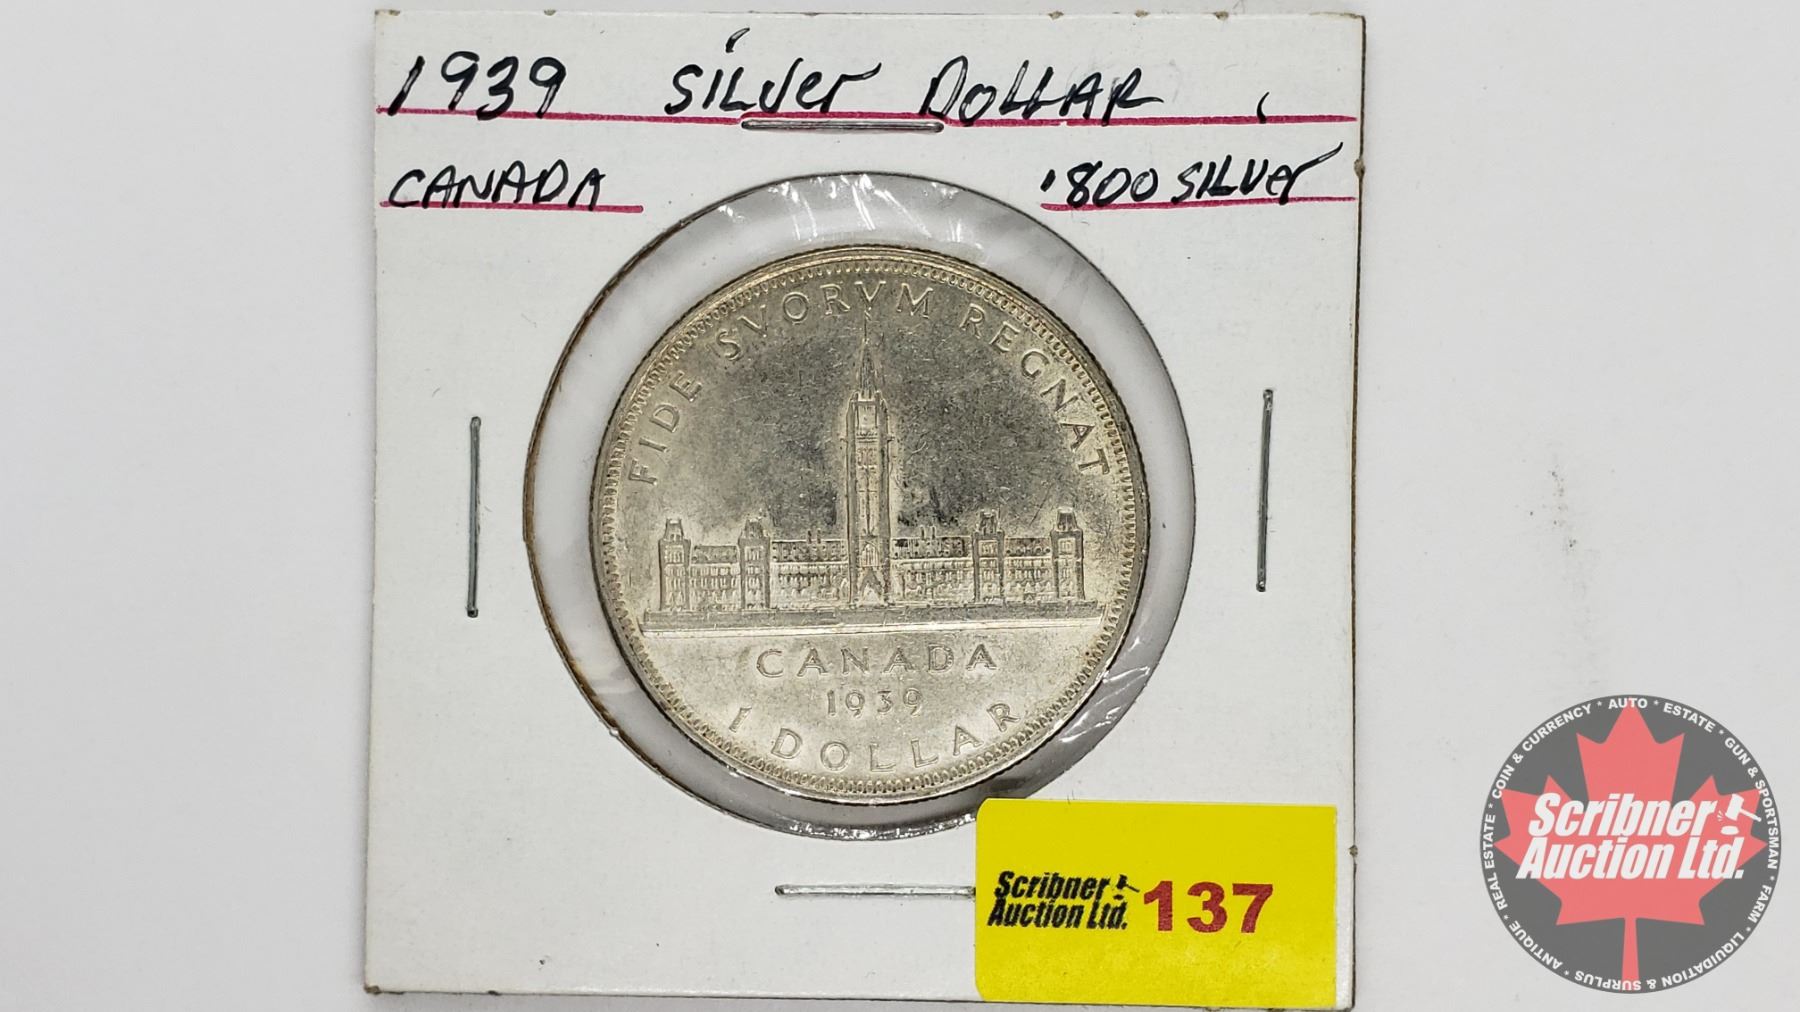 1939 SILVER DOLLAR
CANADA .800 SILVER
FIDE SVORVM REGNAT
CANADA
1939
1 DOLLAR
Scribner
Auction Ltd. 137
ANTIQUE * REAL ESTATE * COIN & CURRENCY * AUTO * ESTATE * GUN & SPORTSMAN * FARM * LIQUIDATION & SURPLUS *
Scribner
Auction Ltd.